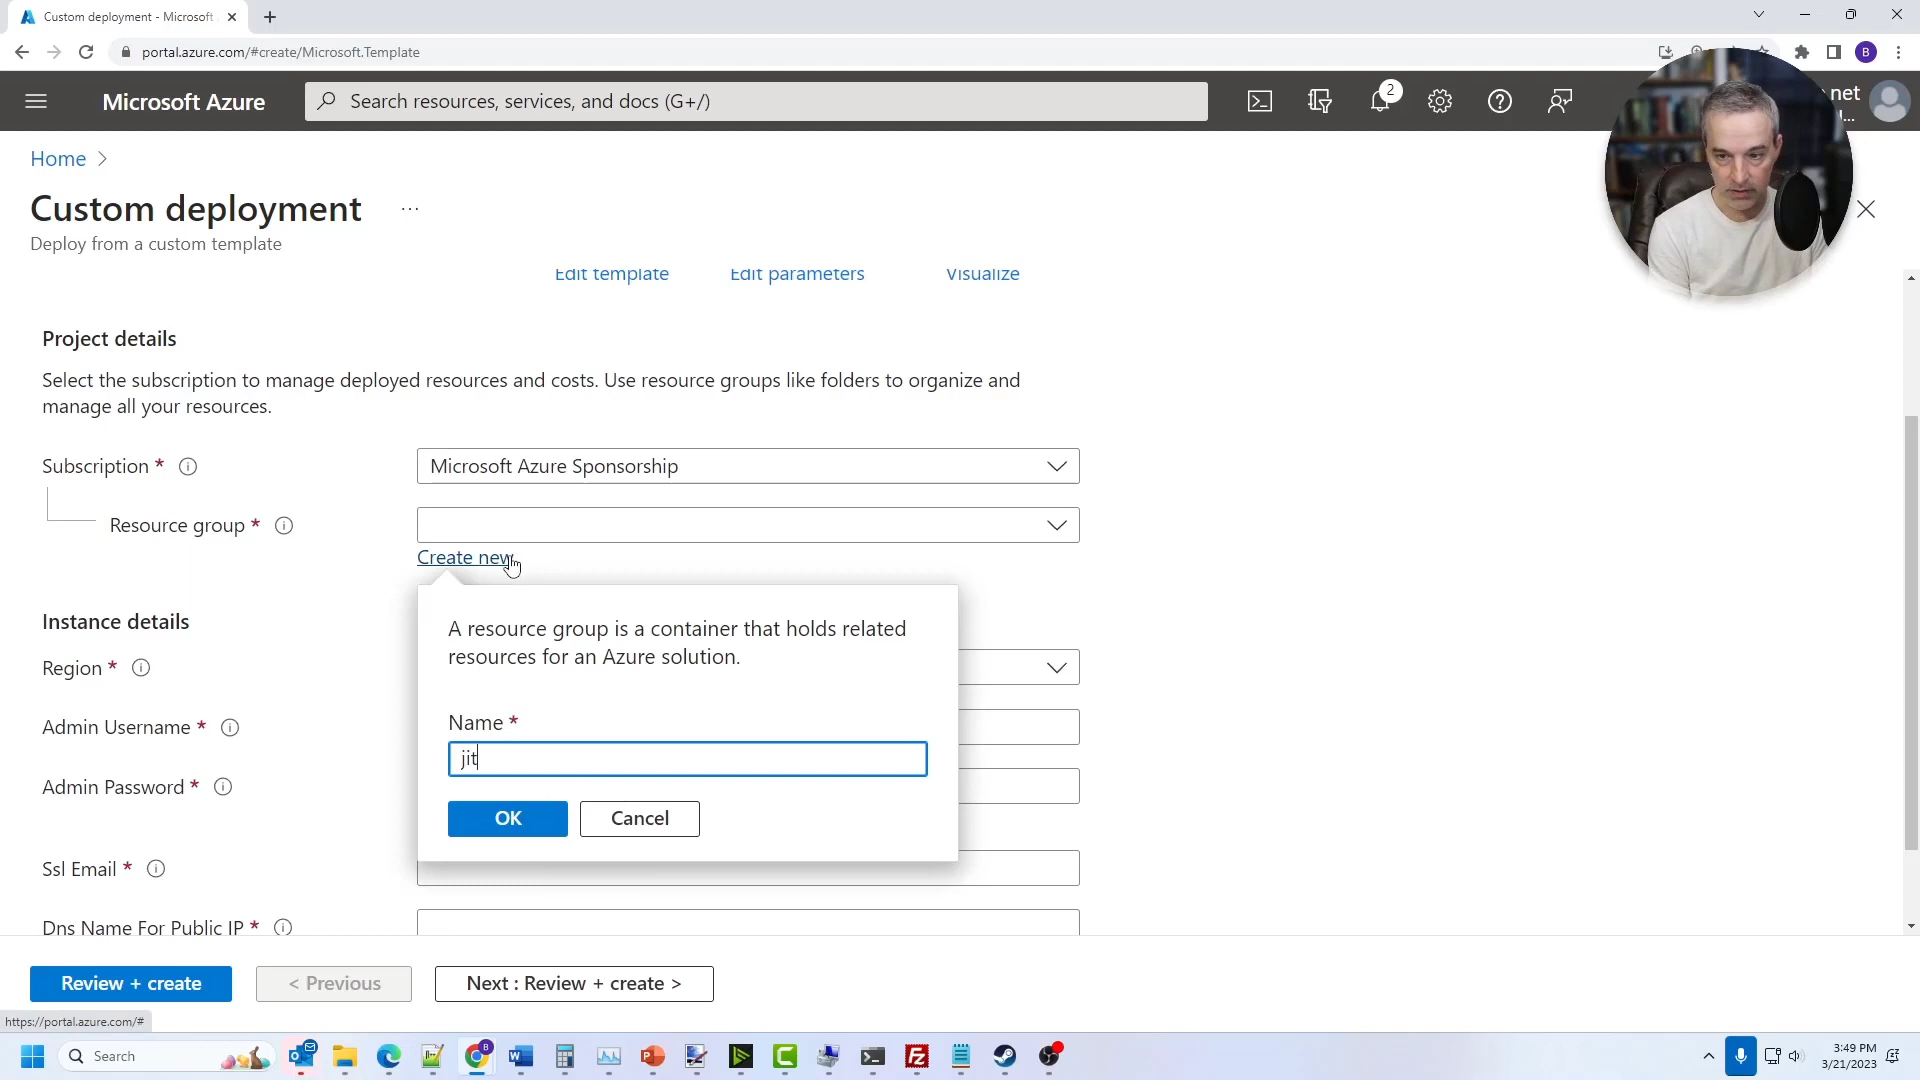 Custom deployment - Microsoft
portal.azure.com/#create/Microsoft.Template
B
Microsoft Azure
Search resources, services, and docs (G+/)
2
net
...
Home
Custom deployment
...
Deploy from a custom template
Edit template
Edit parameters
Visualize
Project details
Select the subscription to manage deployed resources and costs. Use resource groups like folders to organize and
manage all your resources.
Subscription *
Microsoft Azure Sponsorship
Resource group *
Create new
A resource group is a container that holds related
resources for an Azure solution.
Instance details
Region *
Name *
Admin Username *
jit
Admin Password *
OK
Cancel
Ssl Email *
Dns Name For Public IP *
Review + create
< Previous
Next : Review + create >
https://portal.azure.com/#
Search
3:49 PM
3/21/2023